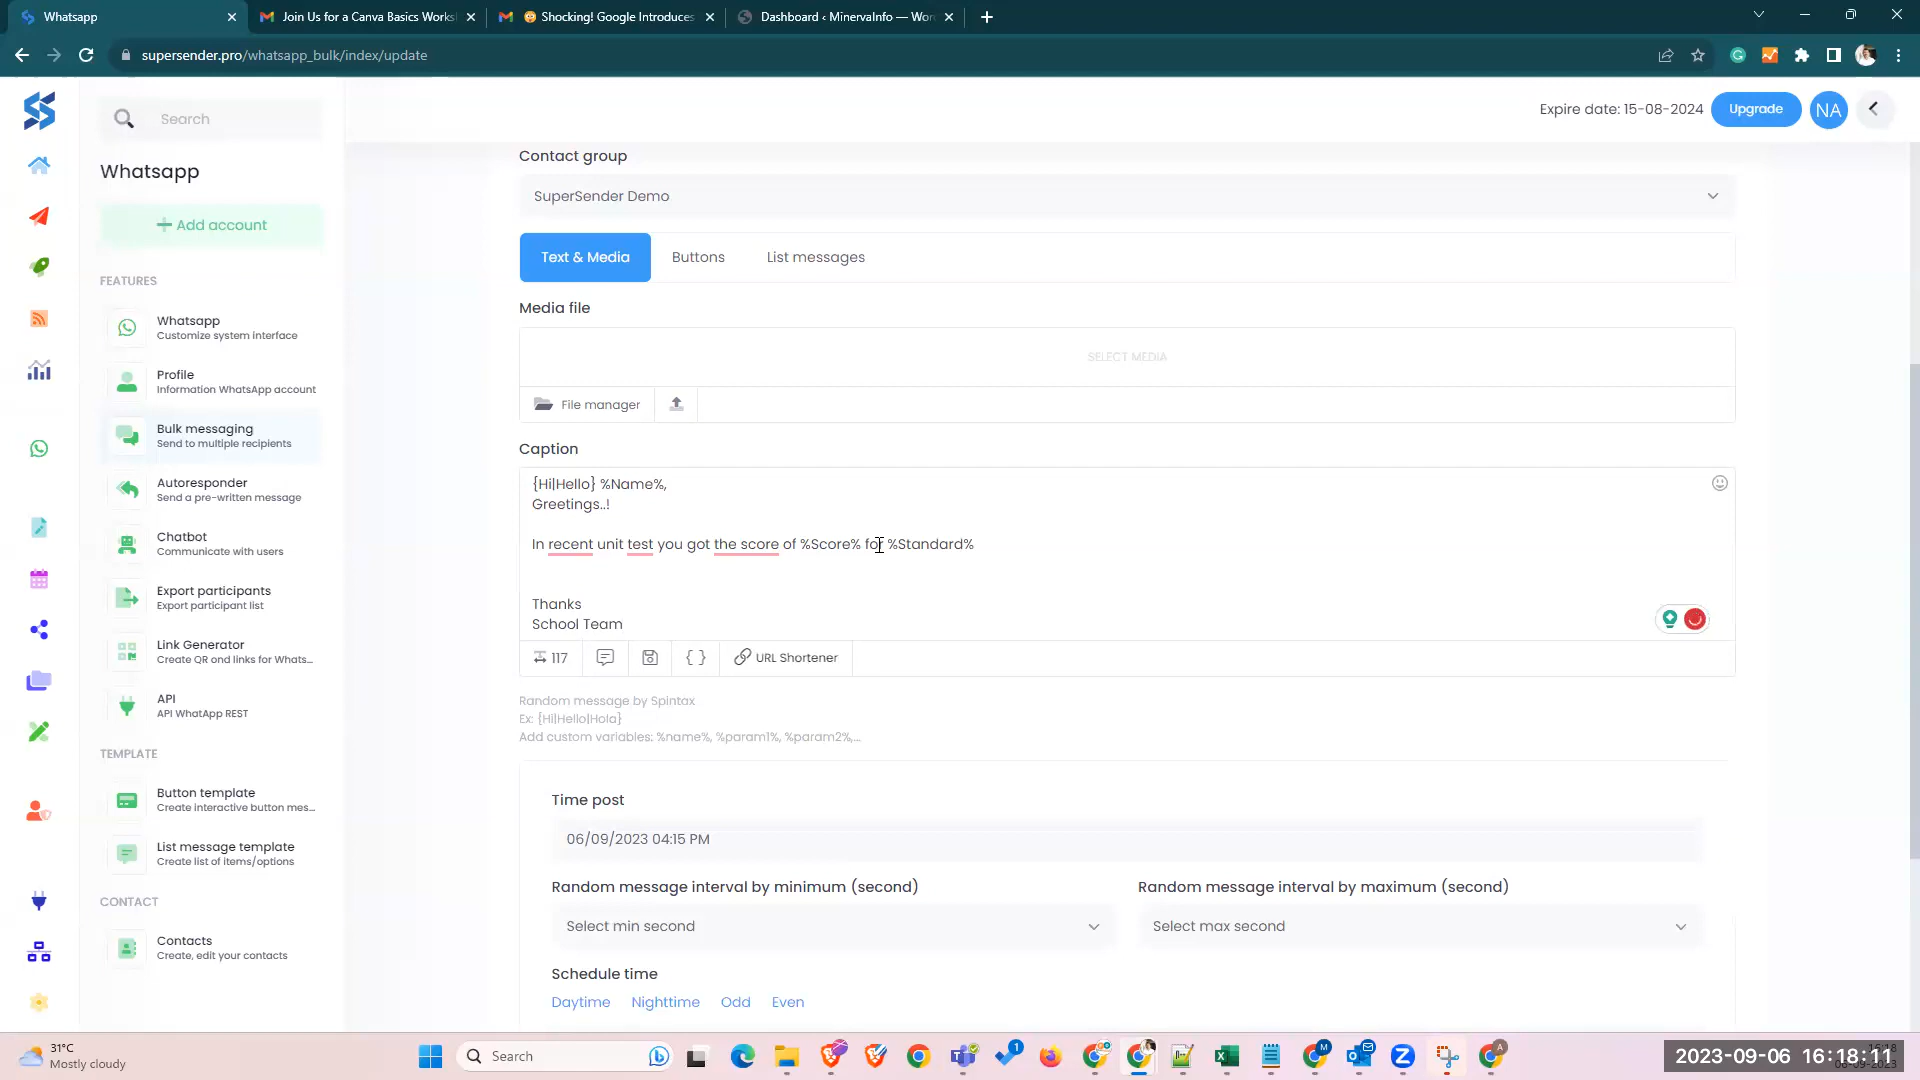 Whatsapp
Join Us for a Canva Basics Works
Shocking! Google Introduces
Dashboard ‹ MinervaInfo — Wor
supersender.pro/whatsapp_bulk/index/update
Search
Expire date: 15-08-2024
Upgrade
NA
Whatsapp
Add account
FEATURES
Whatsapp
Customize system interface
Profile
Information WhatsApp account
Bulk messaging
Send to multiple recipients
Autoresponder
Send a pre-written message
Chatbot
Communicate with users
Export participants
Export participant list
Link Generator
Create QR and links for Whats...
API
API WhatApp REST
TEMPLATE
Button template
Create interactive button mes...
List message template
Create list of items/options
CONTACT
Contacts
Create, edit your contacts
Contact group
SuperSender Demo
Text & Media
Buttons
List messages
Media file
SELECT MEDIA
File manager
Caption
{Hi|Hello} %Name%,
Greetings..!
In recent unit test you got the score of %Score% for %Standard%
Thanks
School Team
117
{ }
URL Shortener
Random message by Spintax
Ex: {Hi|Hello|Hola}
Add custom variables: %name%, %param1%, %param2%,...
Time post
06/09/2023 04:15 PM
Random message interval by minimum (second)
Random message interval by maximum (second)
Select min second
Select max second
Schedule time
Daytime
Nighttime
Odd
Even
31°C
Mostly cloudy
Search
1
M
A
2023-09-06 16:18:11